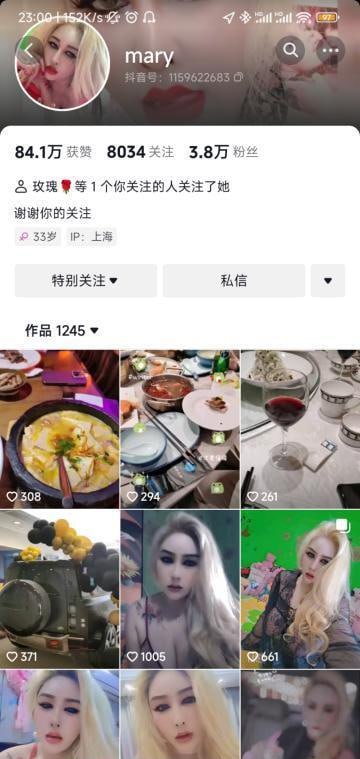 23:00 | 152K/s
97
mary
抖音号：1159622683
84.1万 获赞 8034 关注 3.8万 粉丝
玫瑰🌹等 1 个你关注的人关注了她
谢谢你的关注
33岁 IP：上海
特别关注 私信
作品 1245
308 294 261
371 1005 661